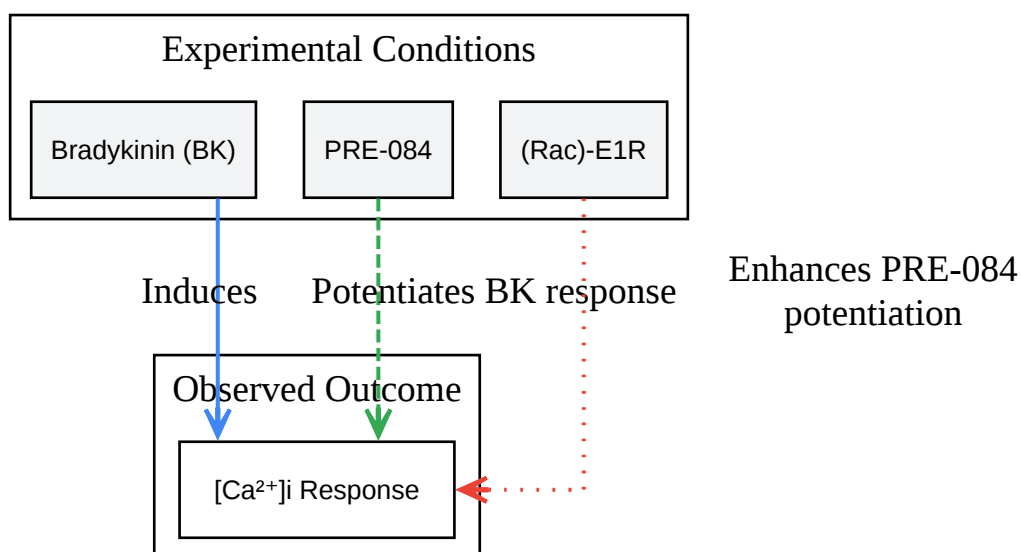 Experimental Conditions
Bradykinin (BK)
PRE-084
(Rac)-E1R
Induces
Potentiates BK response
Enhances PRE-084
potentiation
Observed Outcome
[Ca²⁺]i Response